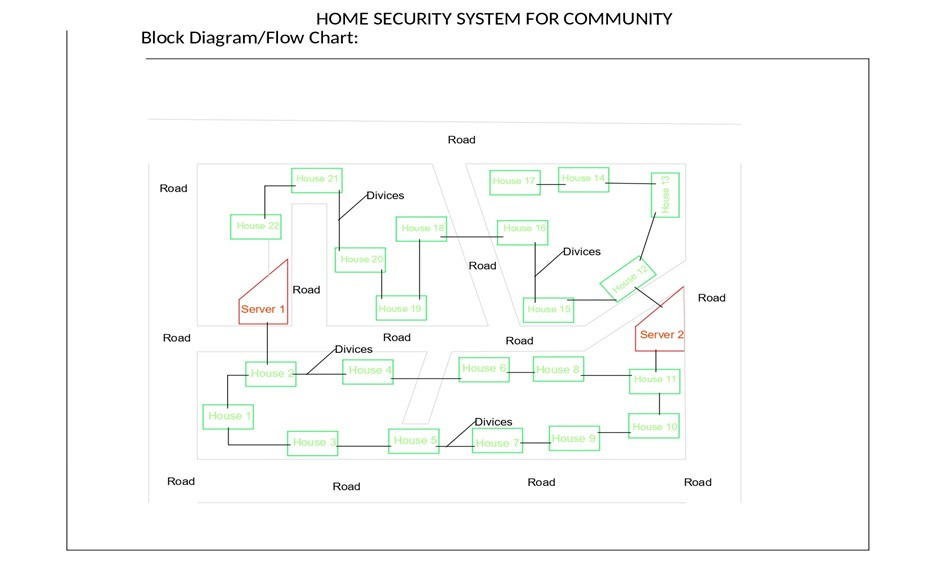 HOME SECURITY SYSTEM FOR COMMUNITY
Block Diagram/Flow Chart:
Road
Road
House 21
House 17
House 14
House 13
Divices
House 22
House 18
House 16
Divices
House 20
Road
House 12
Road
Road
Server 1
House 19
House 15
Server 2
Road
Road
Road
Divices
House 2
House 4
House 6
House 8
House 11
House 1
Divices
House 10
House 3
House 5
House 7
House 9
Road
Road
Road
Road